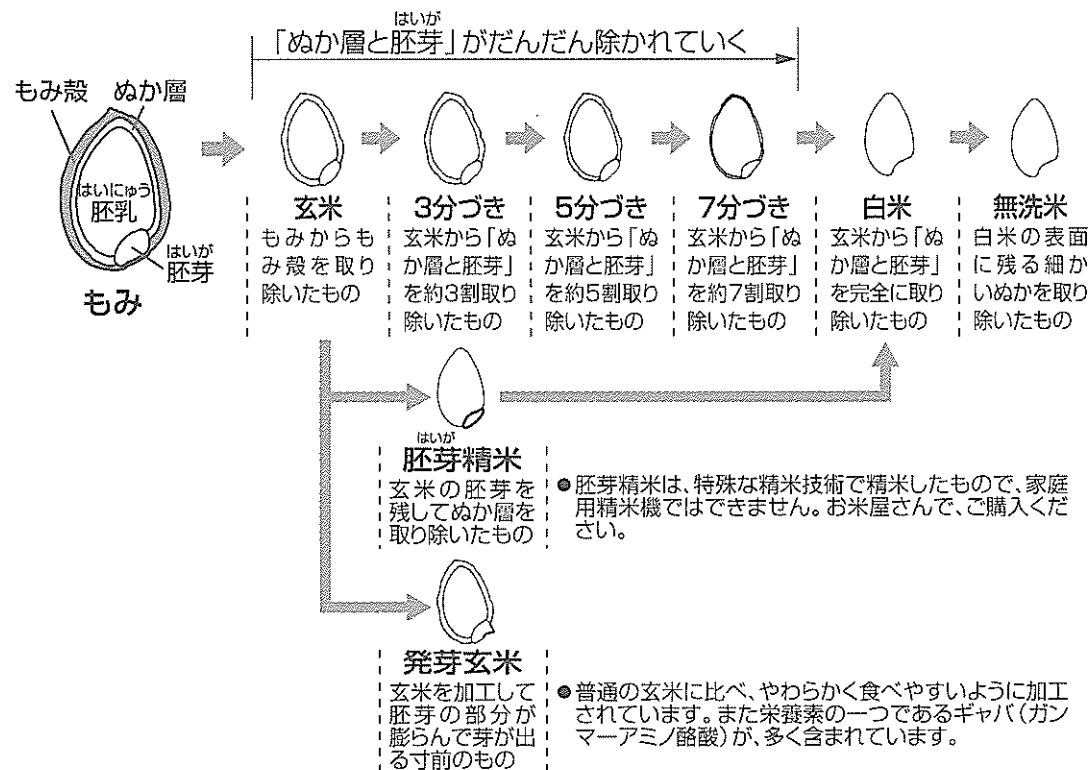 「ぬか層と胚芽」がだんだん除かれていく
はいが
もみ殻 ぬか層
はいにゅう
胚乳
はいが
胚芽
もみ
玄米
もみからも
み殻を取り
除いたもの
3分づき
玄米から「ぬ
か層と胚芽」
を約3割取り
除いたもの
5分づき
玄米から「ぬ
か層と胚芽」
を約5割取り
除いたもの
7分づき
玄米から「ぬ
か層と胚芽」
を約7割取り
除いたもの
白米
玄米から「ぬ
か層と胚芽」
を完全に取り
除いたもの
無洗米
白米の表面
に残る細か
いぬかを取り
除いたもの
はいが
胚芽精米
玄米の胚芽を
残してぬか層を
取り除いたもの
●胚芽精米は、特殊な精米技術で精米したもので、家庭
用精米機ではできません。お米屋さんで、ご購入くだ
さい。
発芽玄米
玄米を加工して
胚芽の部分が
膨らんで芽が出
る寸前のもの
●普通の玄米に比べ、やわらかく食べやすいように加工
されています。また栄養素の一つであるギャバ(ガン
マーアミノ酪酸)が、多く含まれています。